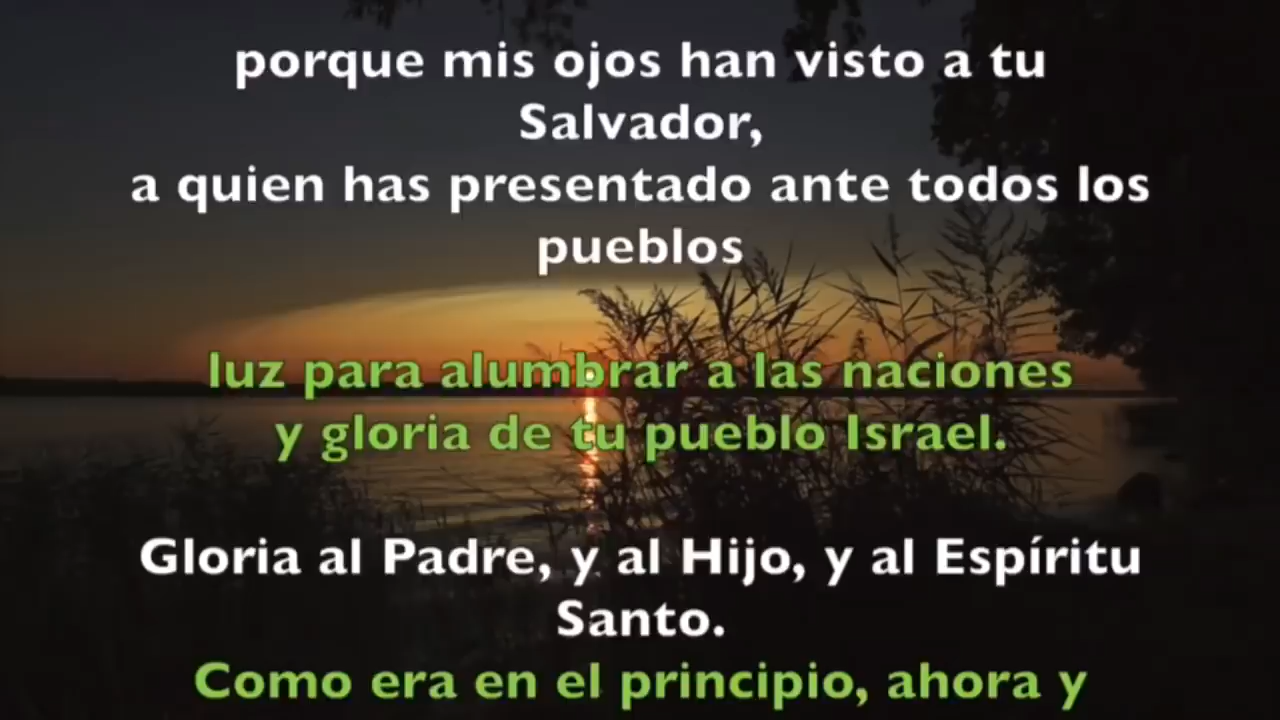 porque mis ojos han visto a tu
Salvador,
a quien has presentado ante todos los
pueblos
luz para alumbrar a las naciones
y gloria de tu pueblo Israel.
Gloria al Padre, y al Hijo, y al Espíritu
Santo.
Como era en el principio, ahora y